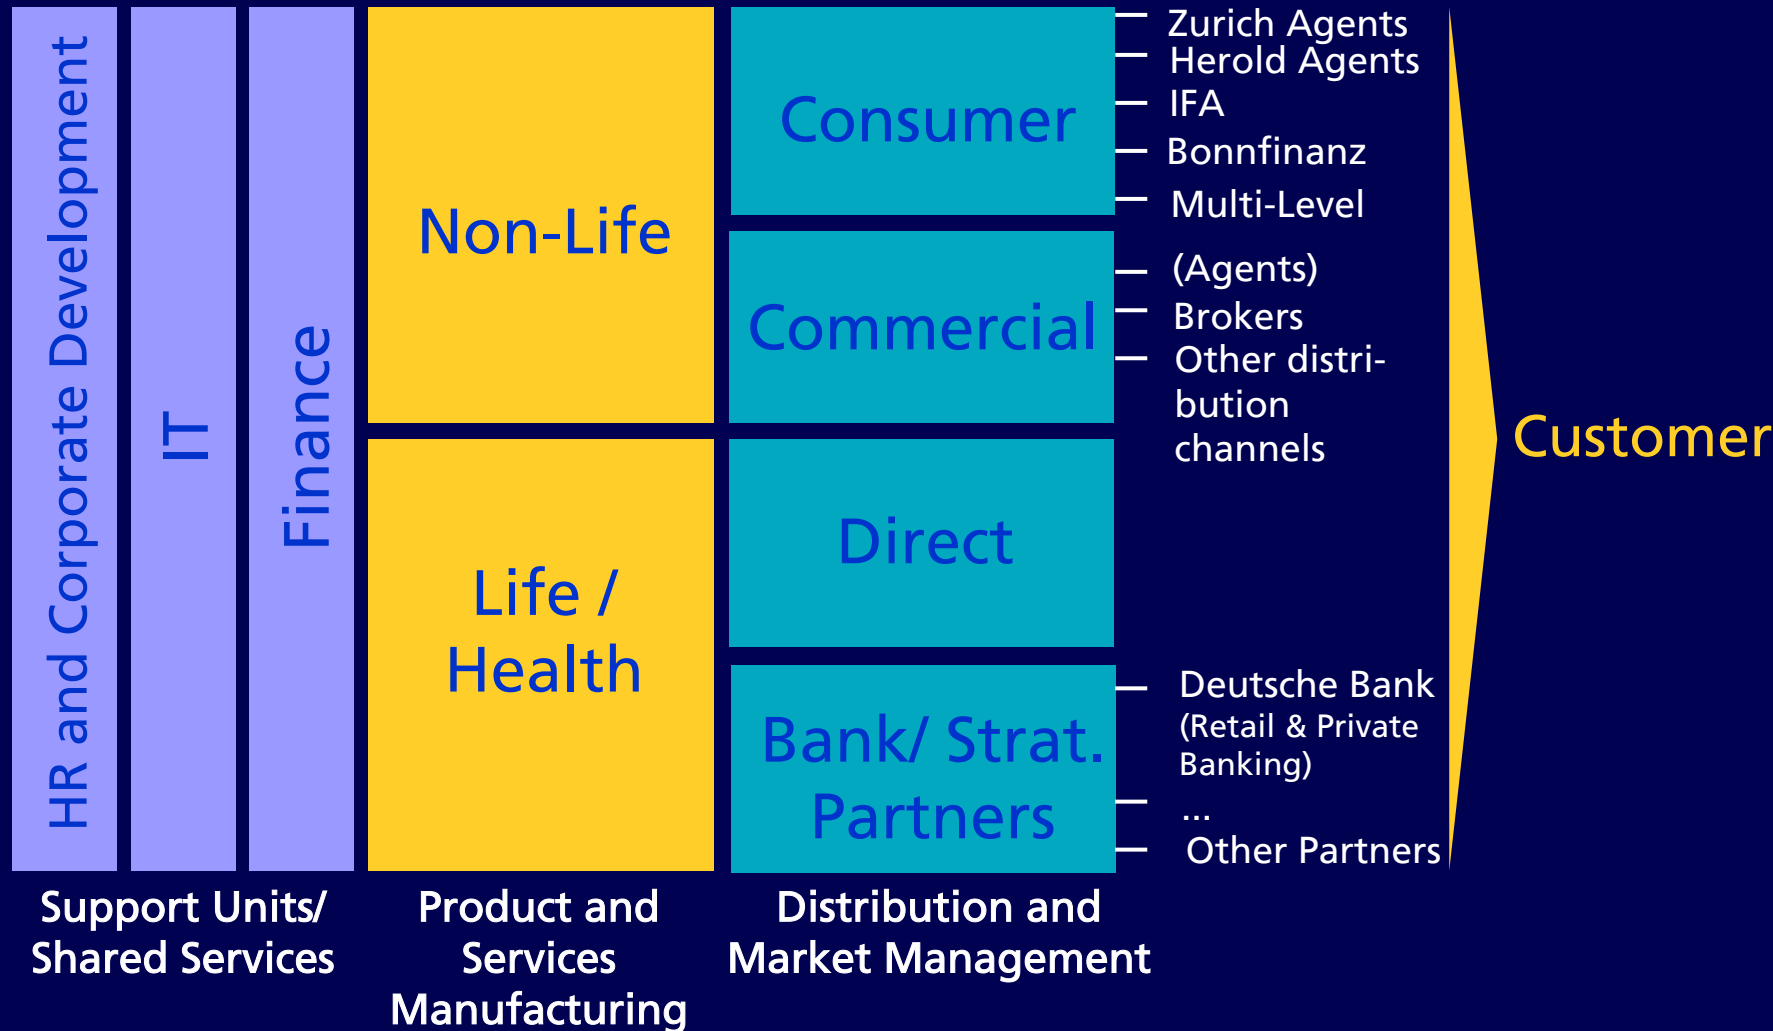 HR and Corporate Development
IT
Finance
Non-Life
Life /
Health
Consumer
Commercial
Direct
Bank/ Strat.
Partners
Zurich Agents
Herold Agents
IFA
Bonnfinanz
Multi-Level
(Agents)
Brokers
Other distri-
bution
channels
Deutsche Bank
(Retail & Private
Banking)
...
Other Partners
Customer
Support Units/
Shared Services
Product and
Services
Manufacturing
Distribution and
Market Management